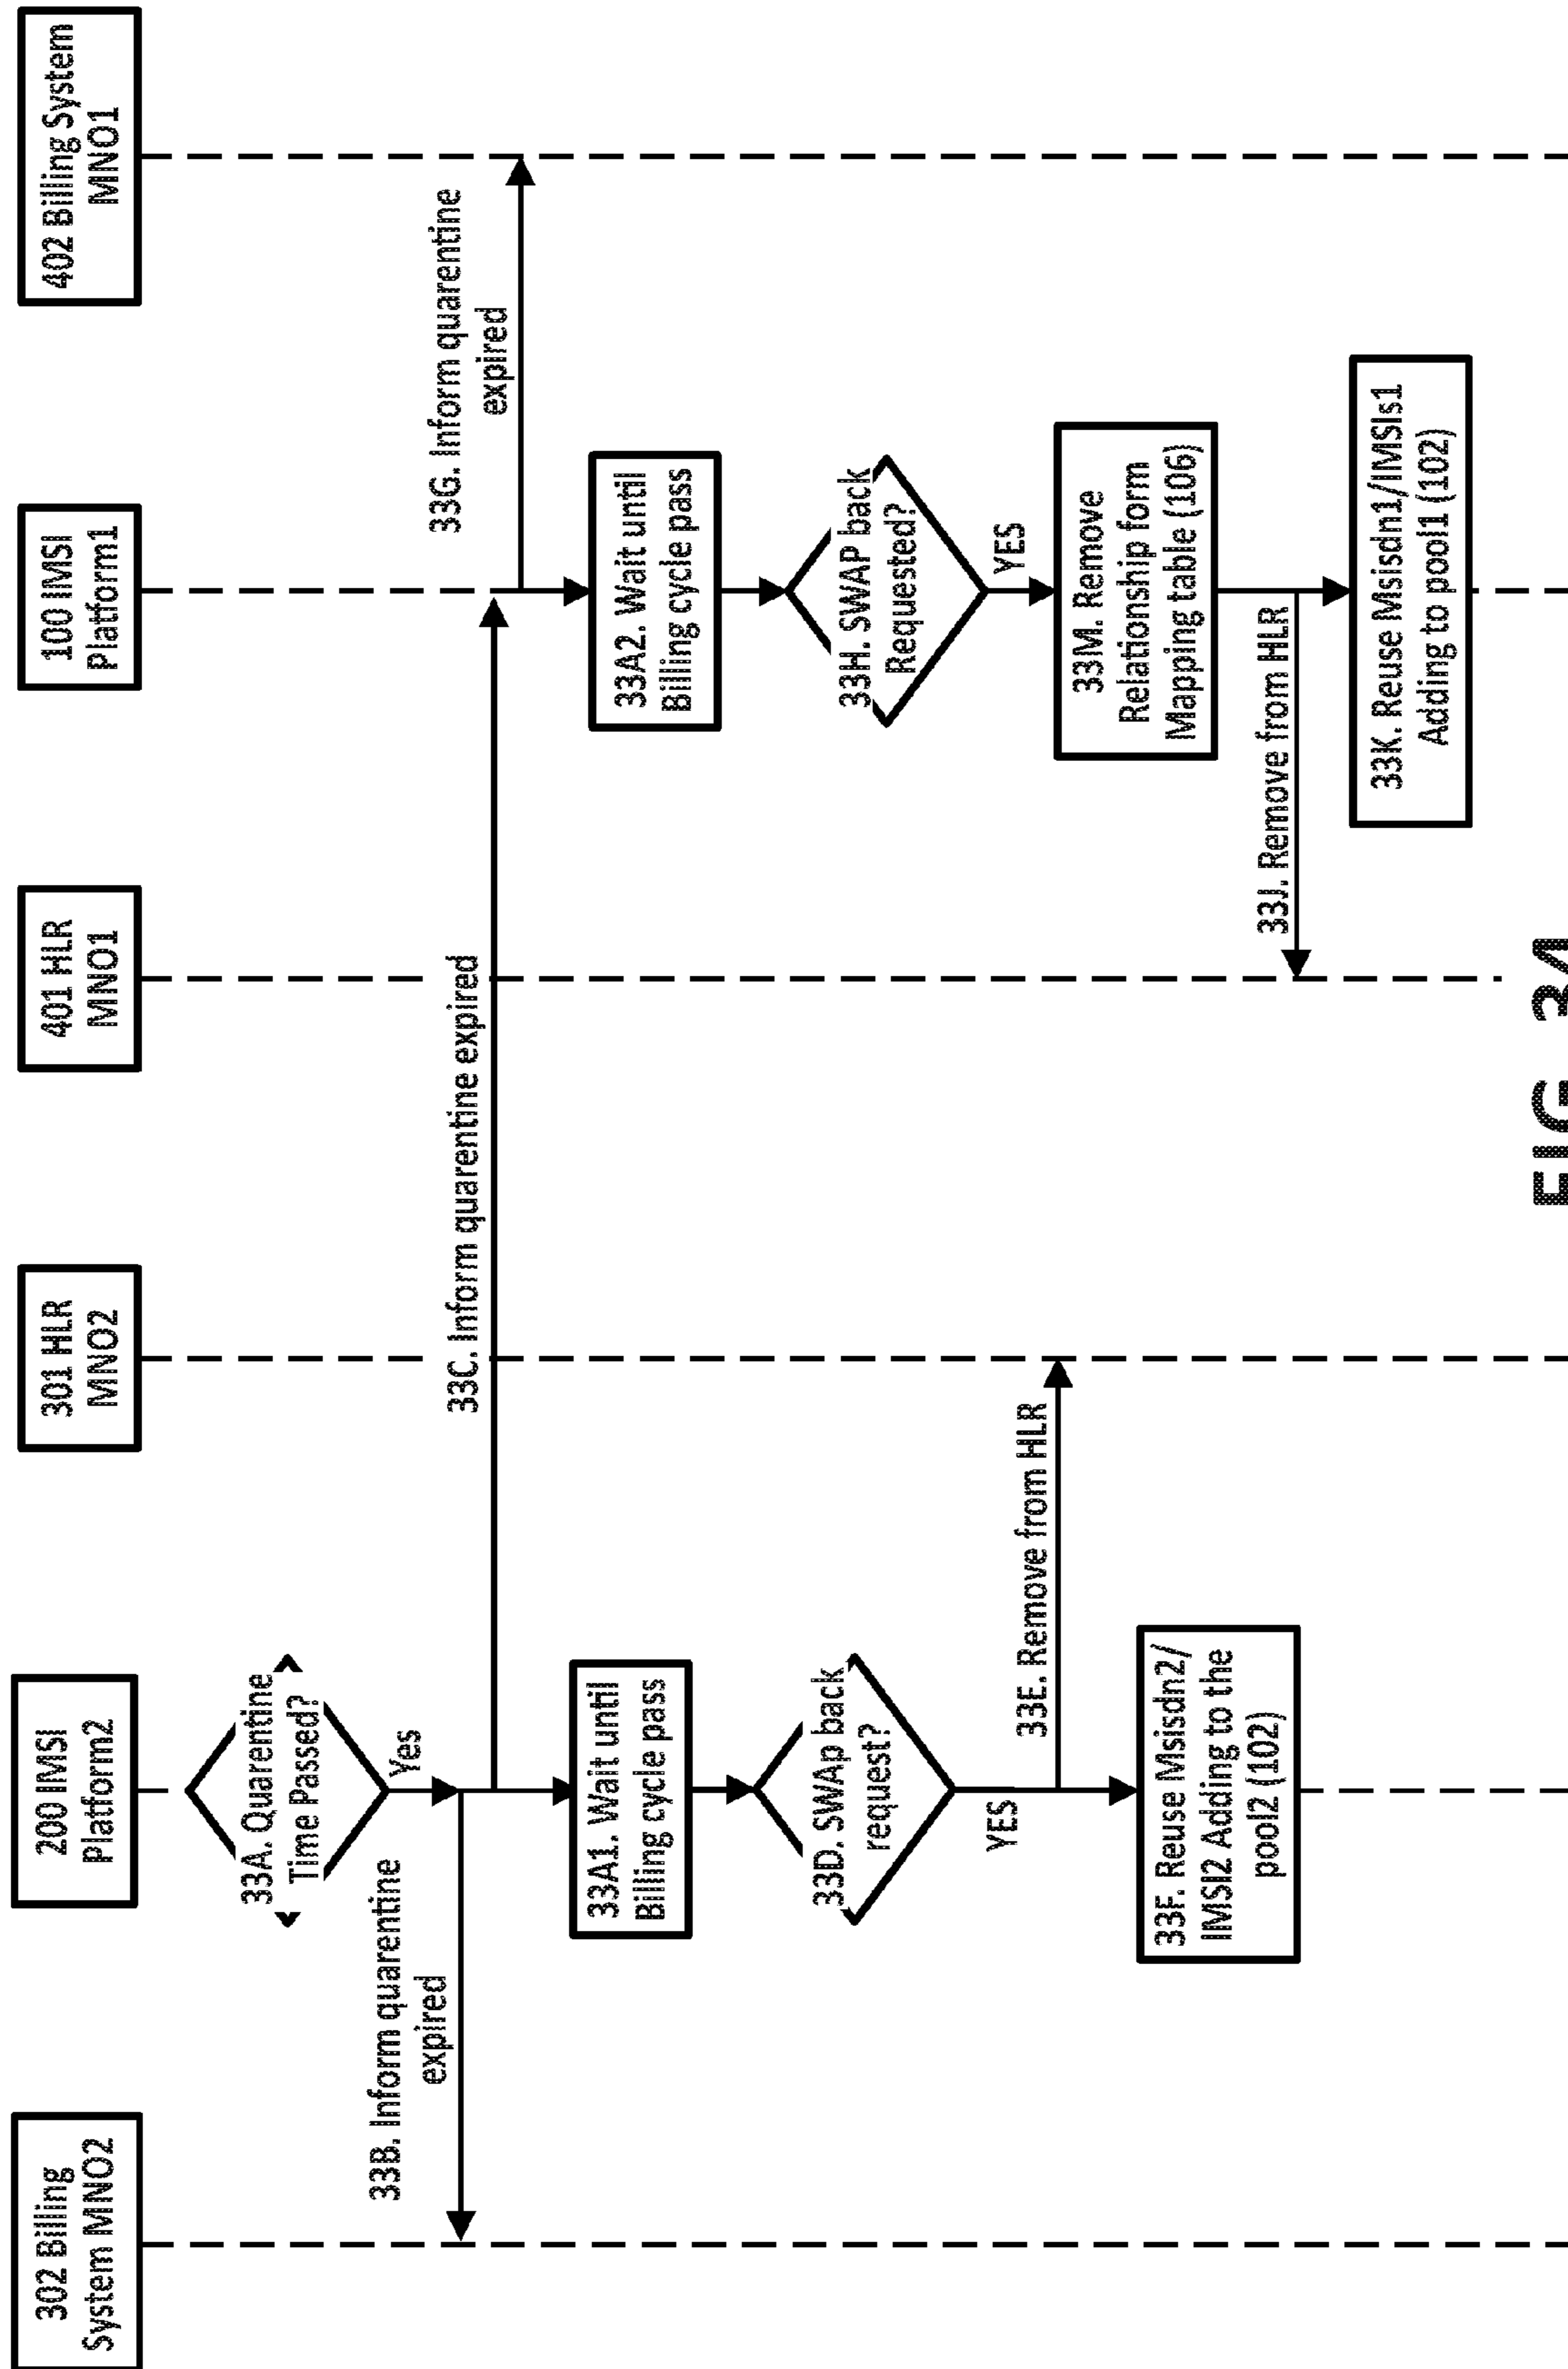 302 Billing
System MNO2
200 IMSI
Platform2
301 HLR
MNO2
401 HLR
MNO1
100 IMSI
Platform1
402 Billing System
MNO1
33A. Quarentine
Time Passed?
Yes
33B. Inform quarentine
expired
33C. Inform quarentine expired
33G. Inform quarentine
expired
33A1. Wait until
Billing cycle pass
33A2. Wait until
Billing cycle pass
33D. SWAp back
request?
YES
33H. SWAP back
Requested?
YES
33E. Remove from HLR
33M. Remove
Relationship form
Mapping table (106)
33F. Reuse Msisdn2/
IMSI2 Adding to the
pool2 (102)
33J. Remove from HLR
33K. Reuse Msisdn1/IMSIs1
Adding to pool1 (102)
FIG. 34